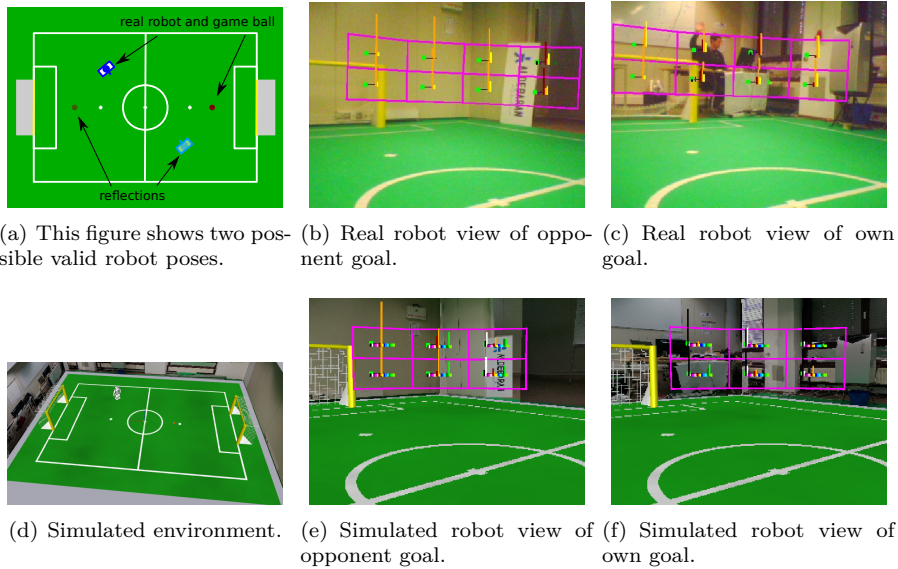 real robot and game ball
reflections
(a) This figure shows two pos-
sible valid robot poses.
(b) Real robot view of oppo-
nent goal.
(c) Real robot view of own
goal.
ALDEBARAN
(d) Simulated environment.
(e) Simulated robot view of
opponent goal.
(f) Simulated robot view of
own goal.